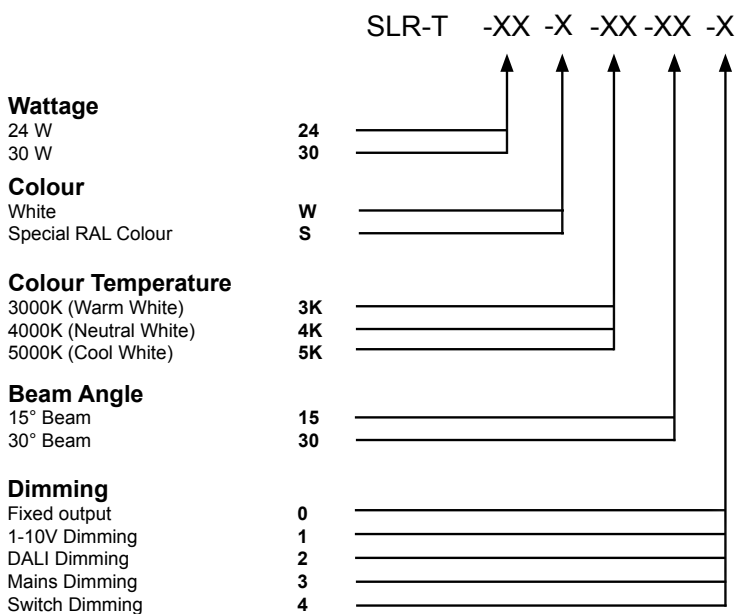 SLR-T -XX -X -XX -XX -X
Wattage
24 W 24
30 W 30
Colour
White W
Special RAL Colour S
Colour Temperature
3000K (Warm White) 3K
4000K (Neutral White) 4K
5000K (Cool White) 5K
Beam Angle
15° Beam 15
30° Beam 30
Dimming
Fixed output 0
1-10V Dimming 1
DALI Dimming 2
Mains Dimming 3
Switch Dimming 4